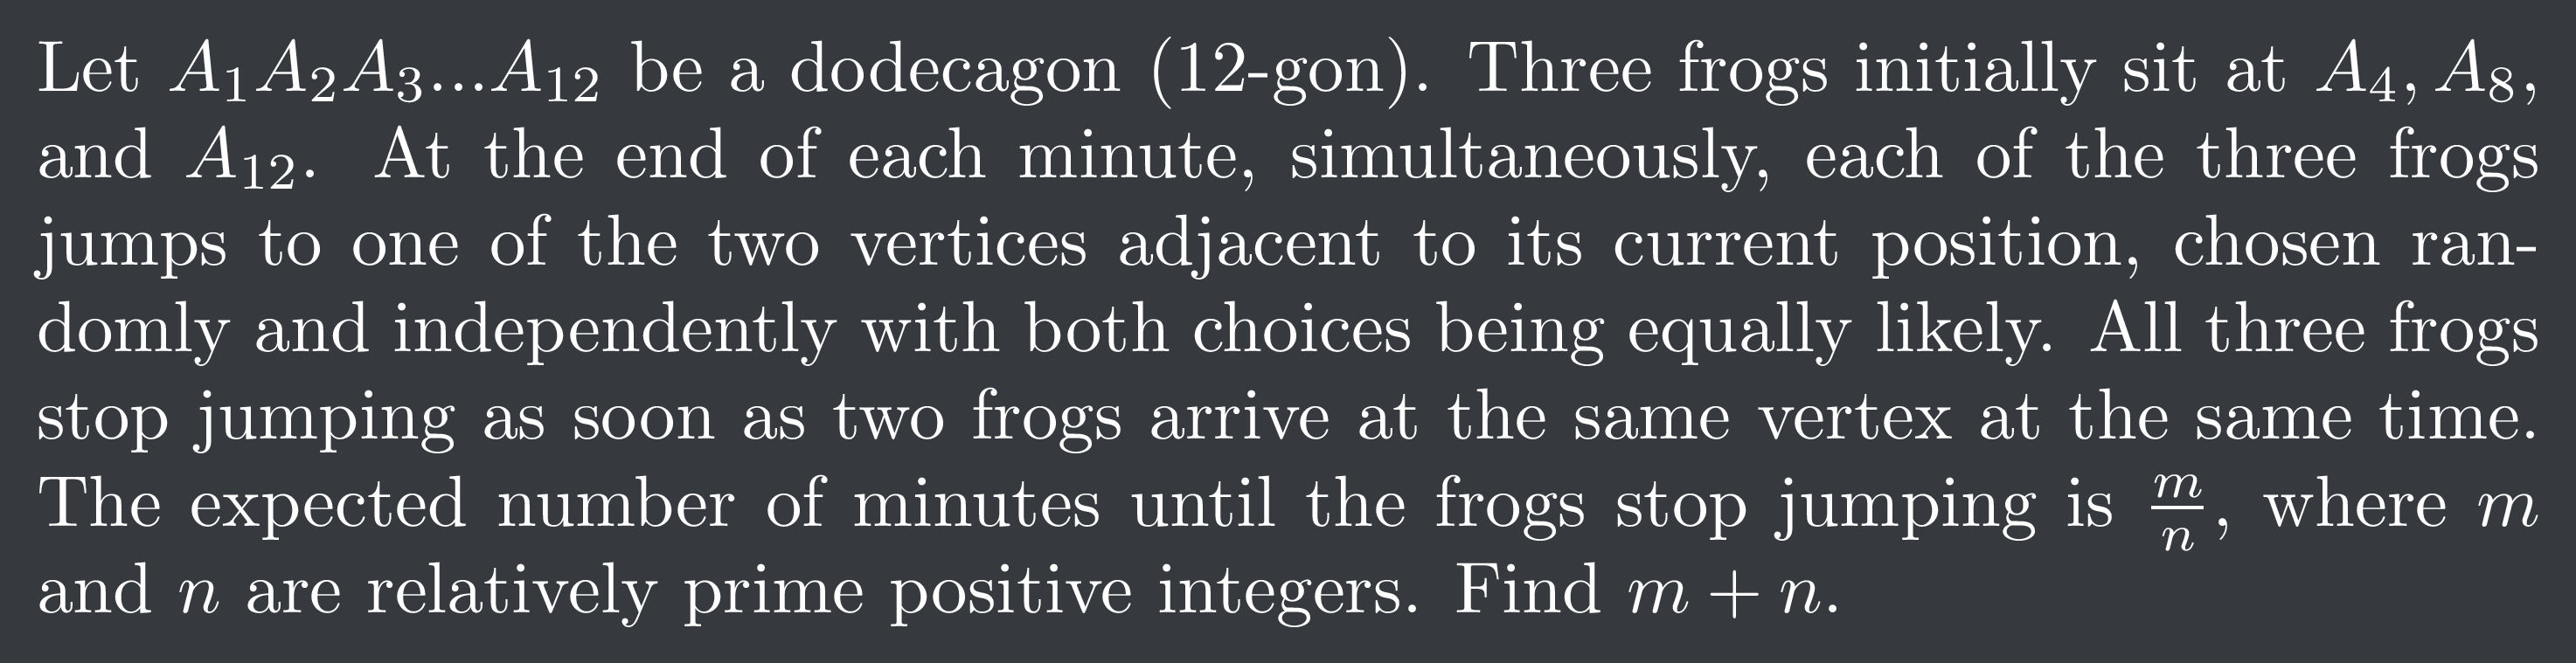 Let $A_1A_2A_3...A_{12}$ be a dodecagon (12-gon). Three frogs initially sit at $A_4, A_8,$
and $A_{12}$. At the end of each minute, simultaneously, each of the three frogs
jumps to one of the two vertices adjacent to its current position, chosen ran-
domly and independently with both choices being equally likely. All three frogs
stop jumping as soon as two frogs arrive at the same vertex at the same time.
The expected number of minutes until the frogs stop jumping is $\frac{m}{n}$, where $m$
and $n$ are relatively prime positive integers. Find $m + n$.